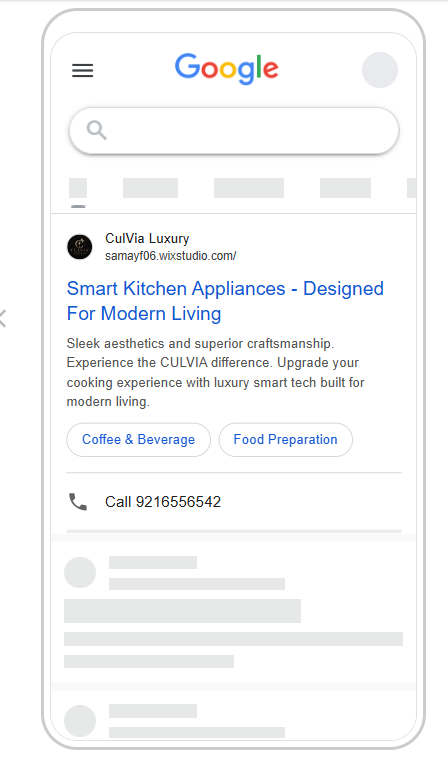 Google
CulVia Luxury
samayf06.wixstudio.com/
Smart Kitchen Appliances - Designed
For Modern Living
Sleek aesthetics and superior craftsmanship.
Experience the CULVIA difference. Upgrade your
cooking experience with luxury smart tech built for
modern living.
Coffee & Beverage
Food Preparation
Call 9216556542